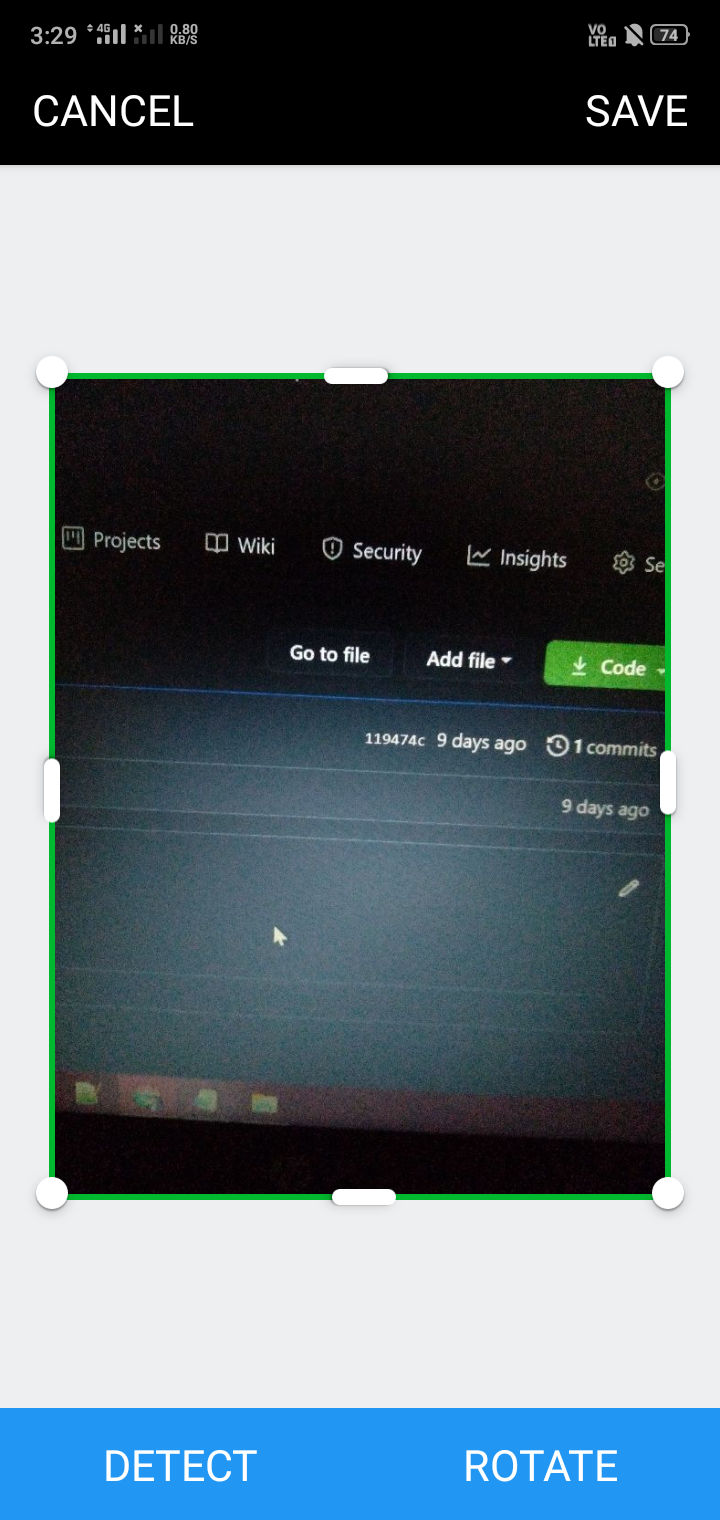 3:29 4G 0.80 KB/S VO LTE 74
CANCEL SAVE
Projects Wiki Security Insights Se
Go to file Add file Code
119474c 9 days ago 1 commits
9 days ago
DETECT ROTATE